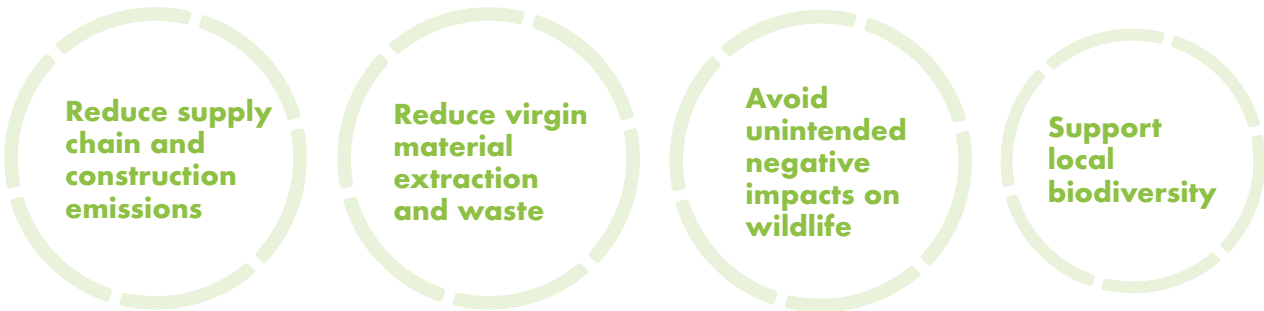 Reduce supply
chain and
construction
emissions
Reduce virgin
material
extraction
and waste
Avoid
unintended
negative
impacts on
wildlife
Support
local
biodiversity